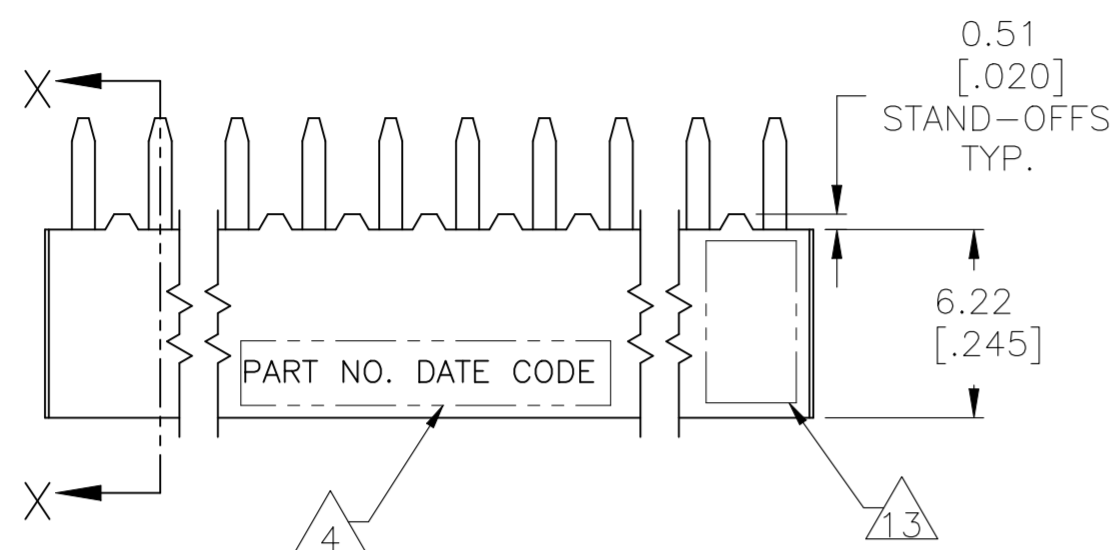 X
0.51
[.020]
STAND-OFFS
TYP.
6.22
[.245]
PART NO. DATE CODE
X
4
13